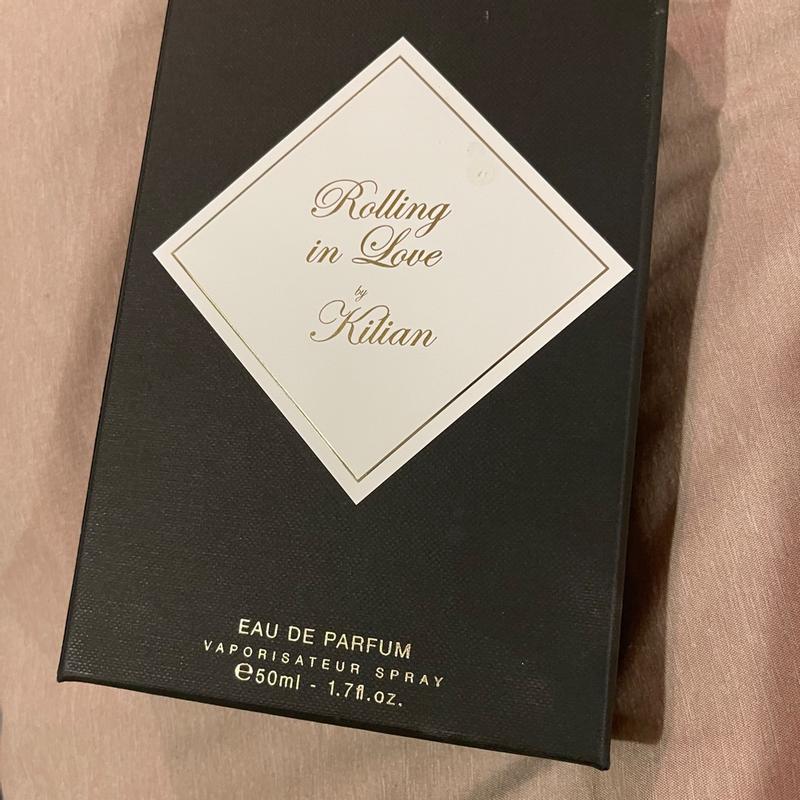 Rolling
in Love
by
Kilian
EAU DE PARFUM
VAPORISATEUR SPRAY
℮50ml - 1.7fl.oz.